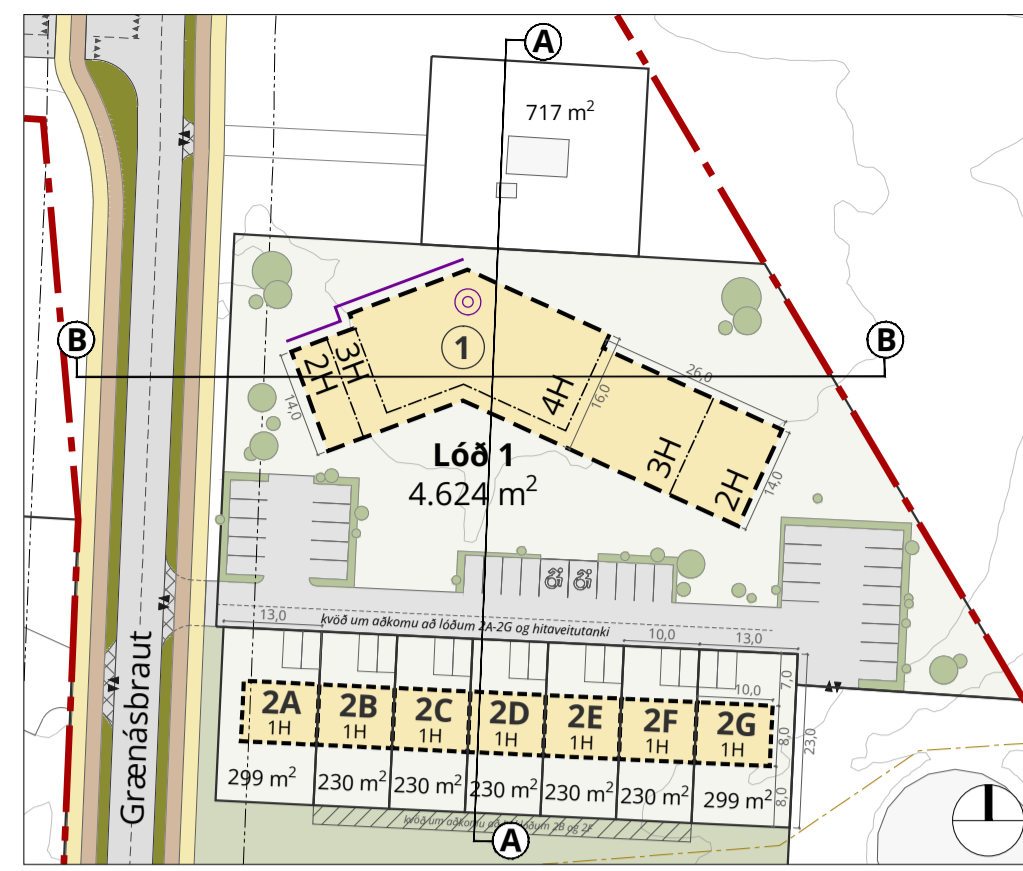 A
717 m²
B
B
1
2H
3H
4H
3H
2H
14,0
16,0
26,0
14,0
Lóð 1
4.624 m²
Grænásbraut
13,0
kvöð um aðkomu að lóðum 2A-2G og hitaveitutanki
10,0
13,0
7,0
10,0
23,0
8,0
8,0
2A
1H
2B
1H
2C
1H
2D
1H
2E
1H
2F
1H
2G
1H
299 m²
230 m²
230 m²
230 m²
230 m²
230 m²
299 m²
kvöð um aðkomu að lóðum 2B og 2F
A